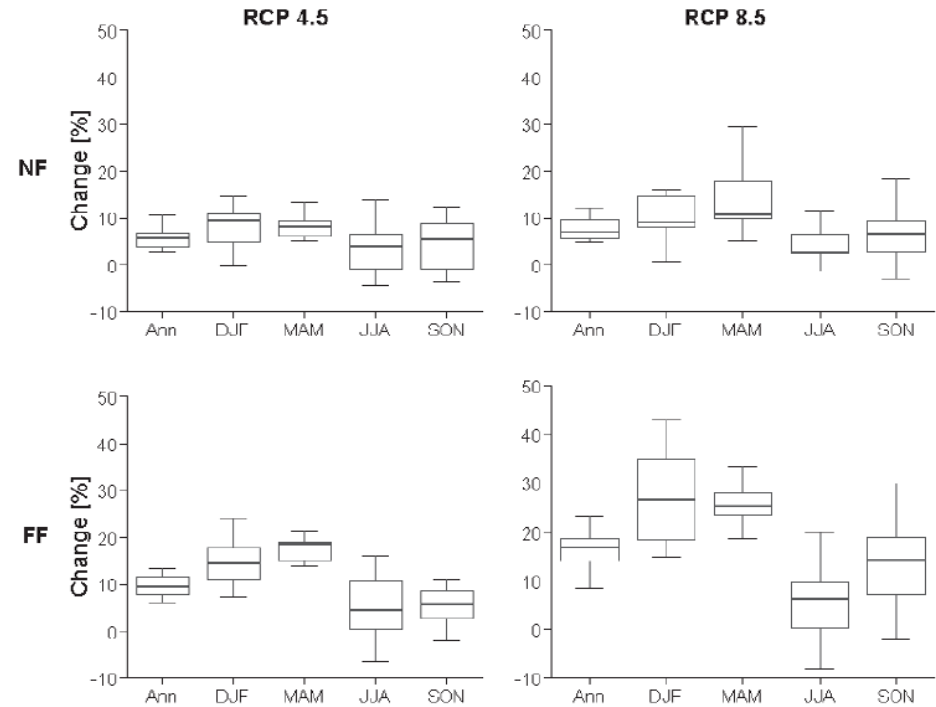 RCP 4.5 RCP 8.5
50 50
40 40
30 30
NF Change [%] 20 20
10 10
0 0
-10 -10
Ann DJF MAM JJA SON Ann DJF MAM JJA SON
50 50
40 40
30 30
FF Change [%] 20 20
10 10
0 0
-10 -10
Ann DJF MAM JJA SON Ann DJF MAM JJA SON